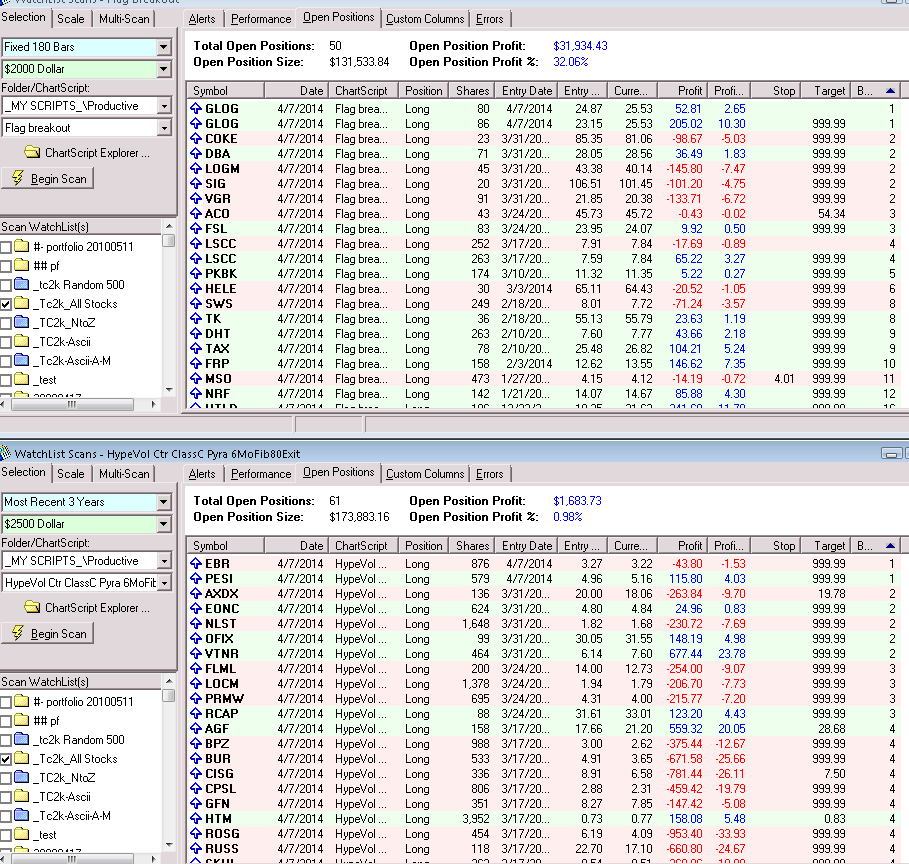 WatchList Scans - Flag Breakout
Selection Scale Multi-Scan
Alerts Performance Open Positions Custom Columns Errors
Fixed 180 Bars
$2000 Dollar
Folder/ChartScript:
_MY SCRIPTS_\Productive
Flag breakout
ChartScript Explorer ...
Begin Scan
Scan WatchList(s)
#- portfolio 20100511
## pf
_tc2k Random 500
_Tc2k_All Stocks
_TC2k_NtoZ
_TC2k-Ascii
_Tc2k-Ascii-A-M
_test
Total Open Positions: 50 Open Position Profit: $31,934.43
Open Position Size: $131,533.84 Open Position Profit %: 32.06%
Symbol Date ChartScript Position Shares Entry Date Entry ... Curre... Profit Profi... Stop Target B...
GLOG 4/7/2014 Flag brea... Long 80 4/7/2014 24.87 25.53 52.81 2.65 1
GLOG 4/7/2014 Flag brea... Long 86 4/7/2014 23.15 25.53 205.02 10.30 999.99 1
COKE 4/7/2014 Flag brea... Long 23 3/31/20... 85.35 81.06 -98.67 -5.03 999.99 2
DBA 4/7/2014 Flag brea... Long 71 3/31/20... 28.05 28.56 36.49 1.83 999.99 2
LOGM 4/7/2014 Flag brea... Long 45 3/31/20... 43.38 40.14 -145.80 -7.47 999.99 2
SIG 4/7/2014 Flag brea... Long 20 3/31/20... 106.51 101.45 -101.20 -4.75 999.99 2
VGR 4/7/2014 Flag brea... Long 91 3/31/20... 21.85 20.38 -133.71 -6.72 999.99 2
ACO 4/7/2014 Flag brea... Long 43 3/24/20... 45.73 45.72 -0.43 -0.02 54.34 3
FSL 4/7/2014 Flag brea... Long 83 3/24/20... 23.95 24.07 9.92 0.50 999.99 3
LSCC 4/7/2014 Flag brea... Long 252 3/17/20... 7.91 7.84 -17.69 -0.89 4
LSCC 4/7/2014 Flag brea... Long 263 3/17/20... 7.59 7.84 65.22 3.27 999.99 4
PKBK 4/7/2014 Flag brea... Long 174 3/10/20... 11.32 11.35 5.22 0.27 999.99 5
HELE 4/7/2014 Flag brea... Long 30 3/3/2014 65.11 64.43 -20.52 -1.05 999.99 6
SWS 4/7/2014 Flag brea... Long 249 2/18/20... 8.01 7.72 -71.24 -3.57 999.99 8
TK 4/7/2014 Flag brea... Long 36 2/18/20... 55.13 55.79 23.63 1.19 999.99 8
DHT 4/7/2014 Flag brea... Long 263 2/10/20... 7.60 7.77 43.66 2.18 999.99 9
TAX 4/7/2014 Flag brea... Long 78 2/10/20... 25.48 26.82 104.21 5.24 999.99 9
FRP 4/7/2014 Flag brea... Long 158 2/3/2014 12.62 13.55 146.62 7.35 999.99 10
MSO 4/7/2014 Flag brea... Long 473 1/27/20... 4.15 4.12 -14.19 -0.72 4.01 999.99 11
NRF 4/7/2014 Flag brea... Long 142 1/21/20... 14.07 14.67 85.88 4.30 999.99 12
WatchList Scans - HypeVol Ctr ClassC Pyra 6MoFib80Exit
Selection Scale Multi-Scan
Alerts Performance Open Positions Custom Columns Errors
Most Recent 3 Years
$2500 Dollar
Folder/ChartScript:
_MY SCRIPTS_\Productive
HypeVol Ctr ClassC Pyra 6MoFit
ChartScript Explorer ...
Begin Scan
Scan WatchList(s)
#- portfolio 20100511
## pf
_tc2k Random 500
_Tc2k_All Stocks
_TC2k_NtoZ
_TC2k-Ascii
_Tc2k-Ascii-A-M
_test
Total Open Positions: 61 Open Position Profit: $1,683.73
Open Position Size: $173,883.16 Open Position Profit %: 0.98%
Symbol Date ChartScript Position Shares Entry Date Entry ... Curre... Profit Profi... Stop Target B...
EBR 4/7/2014 HypeVol ... Long 876 4/7/2014 3.27 3.22 -43.80 -1.53 999.99 1
PESI 4/7/2014 HypeVol ... Long 579 4/7/2014 4.96 5.16 115.80 4.03 999.99 1
AXDX 4/7/2014 HypeVol ... Long 136 3/31/20... 20.00 18.06 -263.84 -9.70 19.78 2
EONC 4/7/2014 HypeVol ... Long 624 3/31/20... 4.80 4.84 24.96 0.83 999.99 2
NLST 4/7/2014 HypeVol ... Long 1,648 3/31/20... 1.82 1.68 -230.72 -7.69 999.99 2
OFIX 4/7/2014 HypeVol ... Long 99 3/31/20... 30.05 31.55 148.19 4.98 999.99 2
VTNR 4/7/2014 HypeVol ... Long 464 3/31/20... 6.14 7.60 677.44 23.78 999.99 2
FLML 4/7/2014 HypeVol ... Long 200 3/24/20... 14.00 12.73 -254.00 -9.07 999.99 3
LOCM 4/7/2014 HypeVol ... Long 1,378 3/24/20... 1.94 1.79 -206.70 -7.73 999.99 3
PRMW 4/7/2014 HypeVol ... Long 695 3/24/20... 4.31 4.00 -215.77 -7.20 999.99 3
RCAP 4/7/2014 HypeVol ... Long 88 3/24/20... 31.61 33.01 123.20 4.43 999.99 3
AGF 4/7/2014 HypeVol ... Long 158 3/17/20... 17.66 21.20 559.32 20.05 28.68 4
BPZ 4/7/2014 HypeVol ... Long 988 3/17/20... 3.00 2.62 -375.44 -12.67 999.99 4
BUR 4/7/2014 HypeVol ... Long 533 3/17/20... 4.91 3.65 -671.58 -25.66 999.99 4
CISG 4/7/2014 HypeVol ... Long 336 3/17/20... 8.91 6.58 -781.44 -26.11 7.50 4
CPSL 4/7/2014 HypeVol ... Long 806 3/17/20... 2.88 2.31 -459.42 -19.79 999.99 4
GFN 4/7/2014 HypeVol ... Long 351 3/17/20... 8.27 7.85 -147.42 -5.08 999.99 4
HTM 4/7/2014 HypeVol ... Long 3,952 3/17/20... 0.73 0.77 158.08 5.48 0.83 4
ROSG 4/7/2014 HypeVol ... Long 454 3/17/20... 6.19 4.09 -953.40 -33.93 999.99 4
RUSS 4/7/2014 HypeVol ... Long 118 3/17/20... 22.70 17.10 -660.80 -24.67 999.99 4